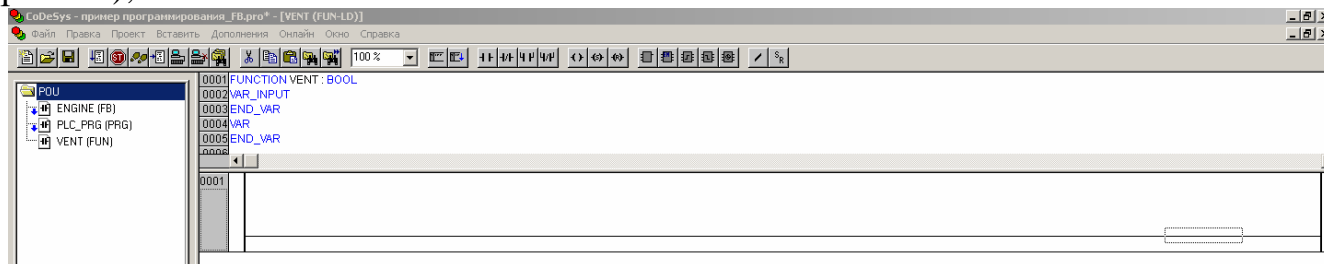 CoDeSys - пример программирования_FB.pro* - [VENT (FUN-LD)]
Файл Правка Проект Вставить Дополнения Онлайн Окно Справка
100 %
POU
ENGINE (FB)
PLC_PRG (PRG)
VENT (FUN)
0001 FUNCTION VENT : BOOL
0002 VAR_INPUT
0003 END_VAR
0004 VAR
0005 END_VAR
0006
0001